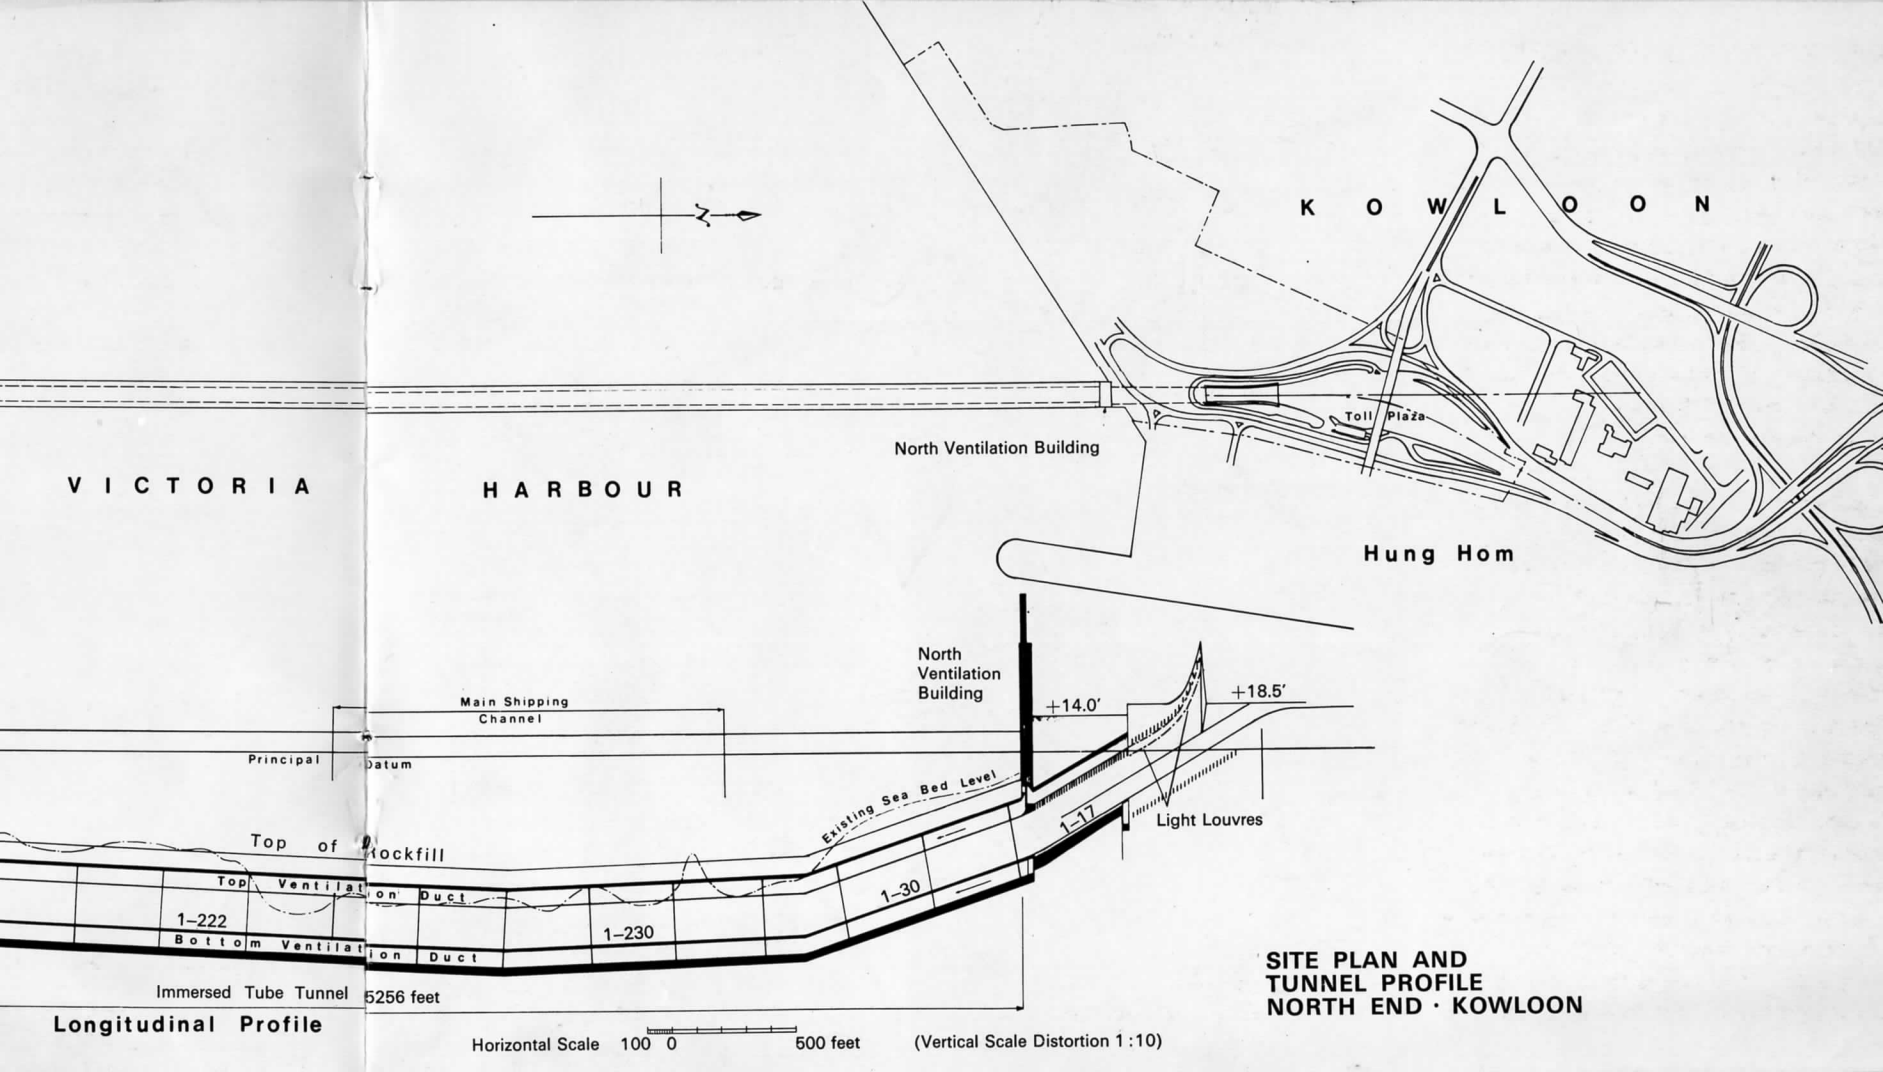 K O W L O O N
N
Toll Plaza
North Ventilation Building
V I C T O R I A H A R B O U R
Hung Hom
North
Ventilation
Building
Main Shipping
Channel
+14.0′
+18.5′
Principal Datum
Existing Sea Bed Level
1–17
Light Louvres
Top of Rockfill
Top Ventilation Duct
1–30
1–222
1–230
Bottom Ventilation Duct
Immersed Tube Tunnel 5256 feet
Longitudinal Profile
Horizontal Scale 100 0 500 feet (Vertical Scale Distortion 1:10)
SITE PLAN AND
TUNNEL PROFILE
NORTH END · KOWLOON